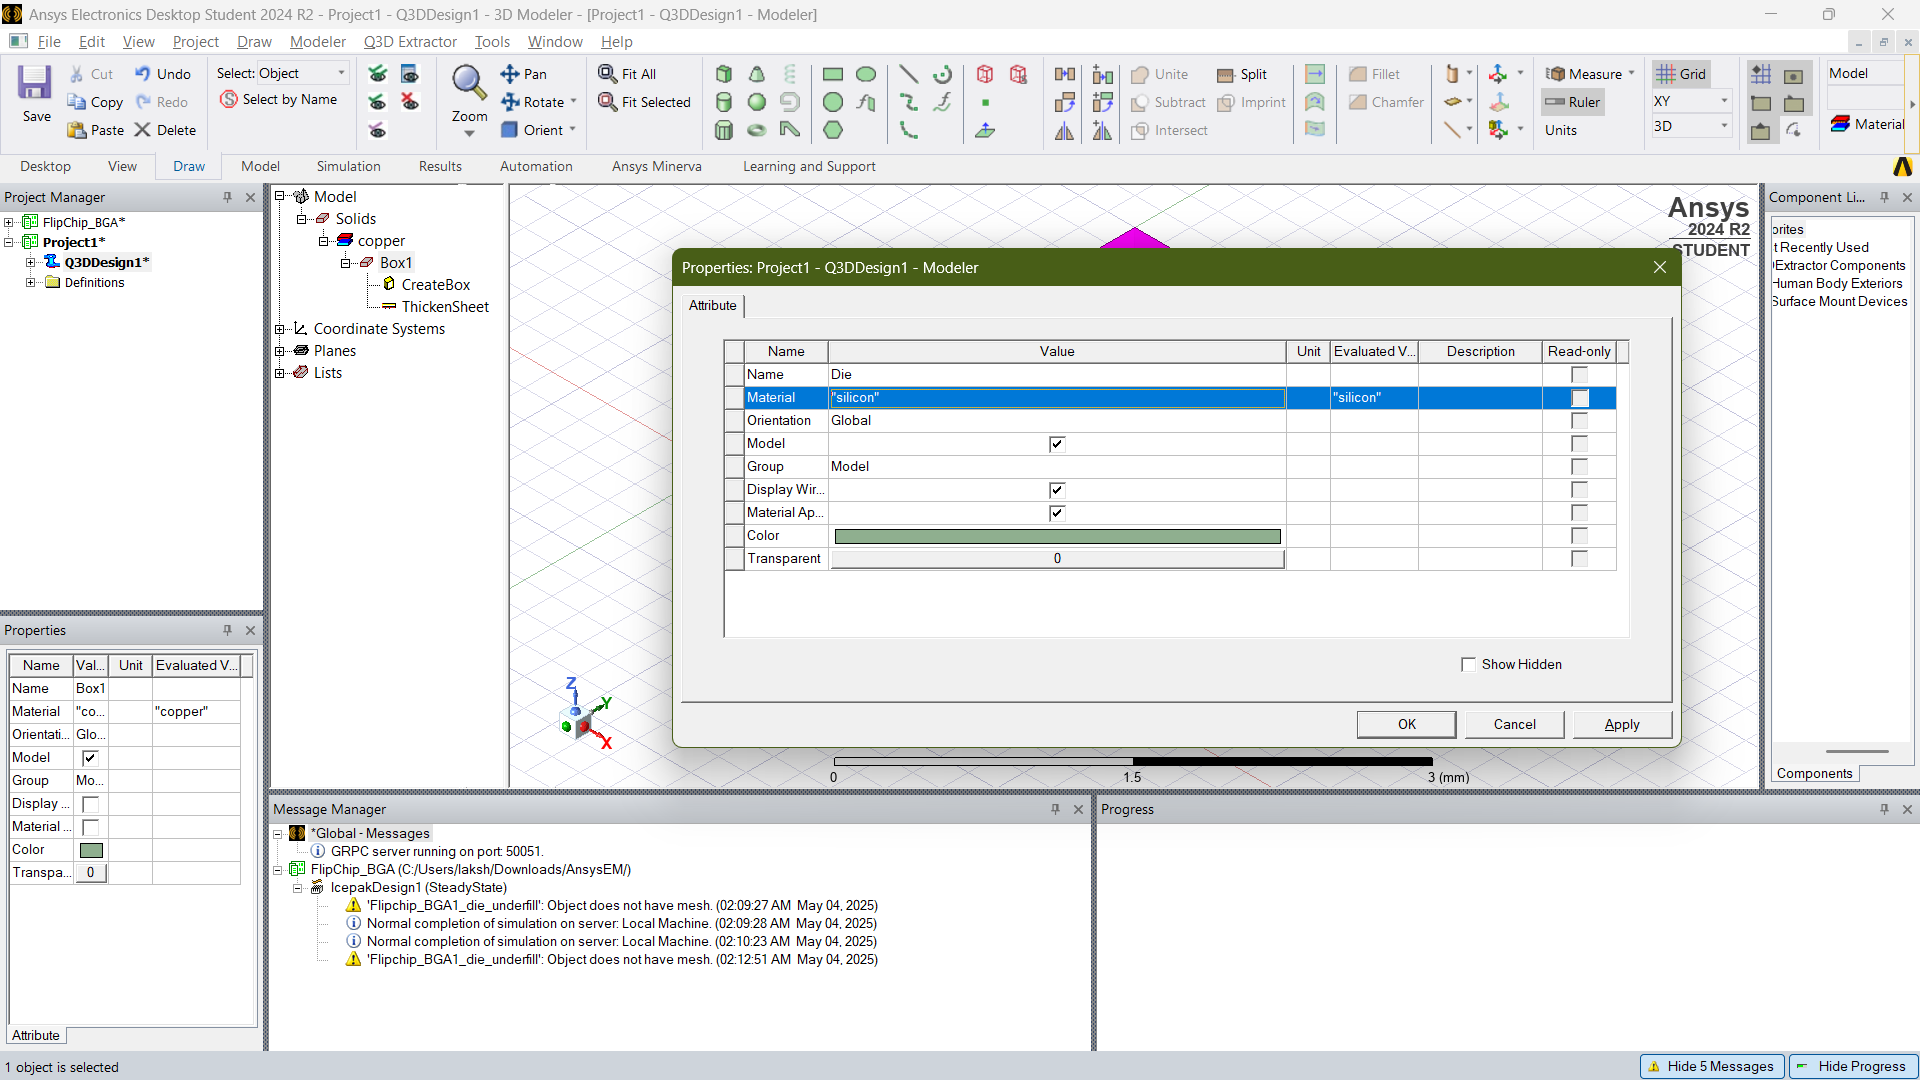 Ansys Electronics Desktop Student 2024 R2 - Project1 - Q3DDesign1 - 3D Modeler - [Project1 - Q3DDesign1 - Modeler]
File Edit View Project Draw Modeler Q3D Extractor Tools Window Help
Save
Cut
Copy
Paste
Undo
Redo
Delete
Select: Object
Select by Name
Zoom
Pan
Rotate
Orient
Fit All
Fit Selected
Unite
Subtract
Intersect
Split
Imprint
Fillet
Chamfer
Measure
Ruler
Units
Grid
XY
3D
Model
Material
Desktop View Draw Model Simulation Results Automation Ansys Minerva Learning and Support
Project Manager
FlipChip_BGA*
Project1*
Q3DDesign1*
Definitions
Model
Solids
copper
Box1
CreateBox
ThickenSheet
Coordinate Systems
Planes
Lists
Ansys
2024 R2
STUDENT
Component Li...
orites
t Recently Used
Extractor Components
Human Body Exteriors
Surface Mount Devices
Components
Properties: Project1 - Q3DDesign1 - Modeler
Attribute
Name Value Unit Evaluated V... Description Read-only
Name Die
Material "silicon" "silicon"
Orientation Global
Model
Group Model
Display Wir...
Material Ap...
Color
Transparent 0
Show Hidden
OK Cancel Apply
Z
Y
X
0 1.5 3 (mm)
Properties
Name Val... Unit Evaluated V...
Name Box1
Material "co... "copper"
Orientati... Glo...
Model
Group Mo...
Display ...
Material ...
Color
Transpa... 0
Attribute
Message Manager
*Global - Messages
GRPC server running on port: 50051.
FlipChip_BGA (C:/Users/laksh/Downloads/AnsysEM/)
IcepakDesign1 (SteadyState)
'Flipchip_BGA1_die_underfill': Object does not have mesh. (02:09:27 AM May 04, 2025)
Normal completion of simulation on server: Local Machine. (02:09:28 AM May 04, 2025)
Normal completion of simulation on server: Local Machine. (02:10:23 AM May 04, 2025)
'Flipchip_BGA1_die_underfill': Object does not have mesh. (02:12:51 AM May 04, 2025)
Progress
1 object is selected
Hide 5 Messages
Hide Progress